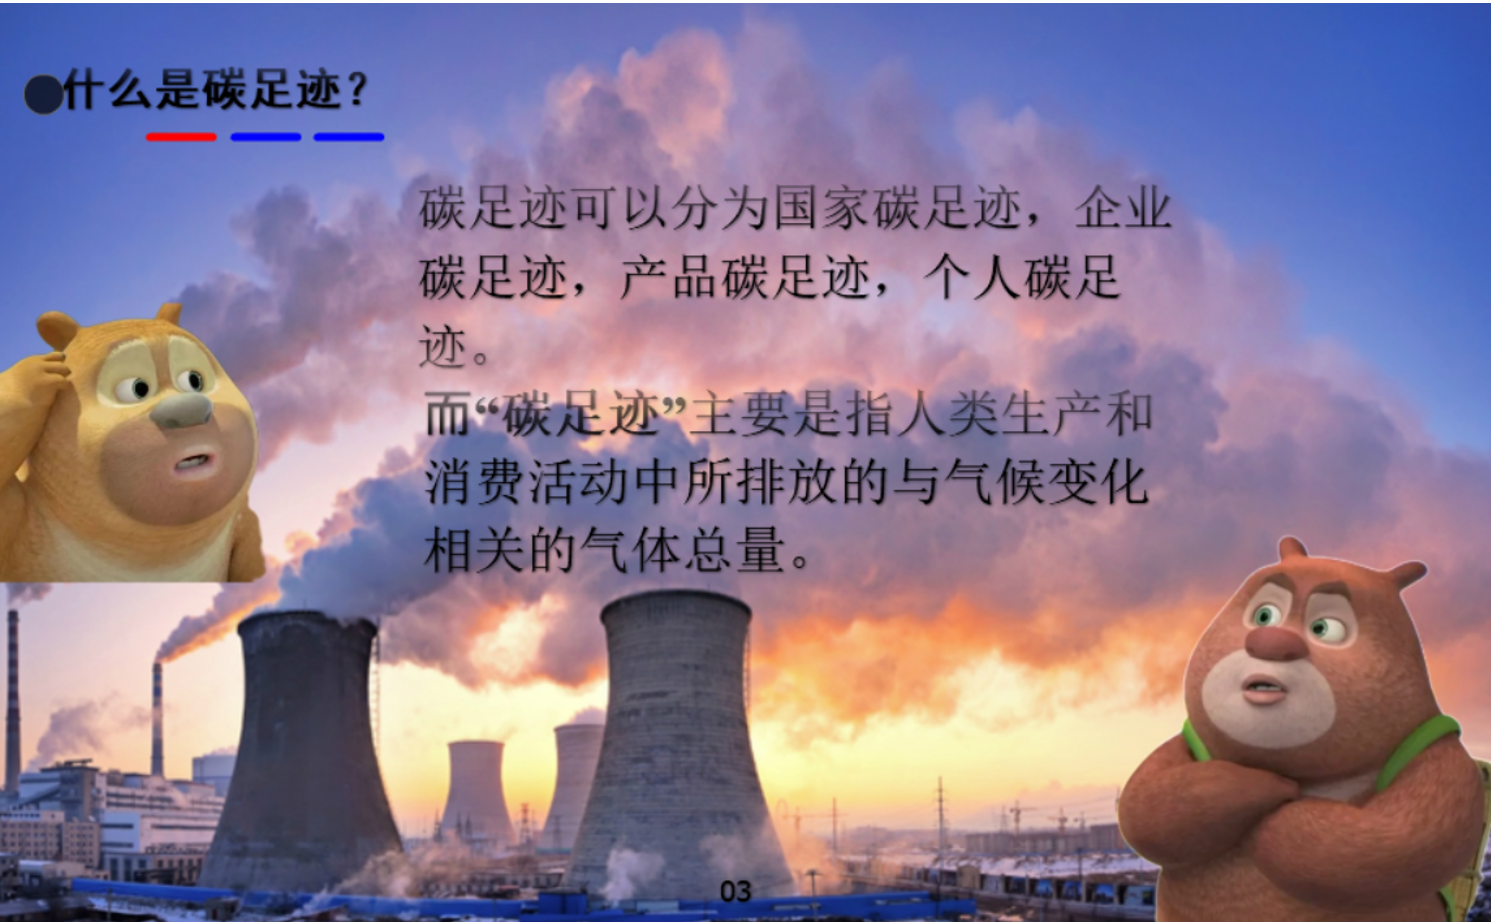 什么是碳足迹？
碳足迹可以分为国家碳足迹，企业
碳足迹，产品碳足迹，个人碳足
迹。
而“碳足迹”主要是指人类生产和
消费活动中所排放的与气候变化
相关的气体总量。
03